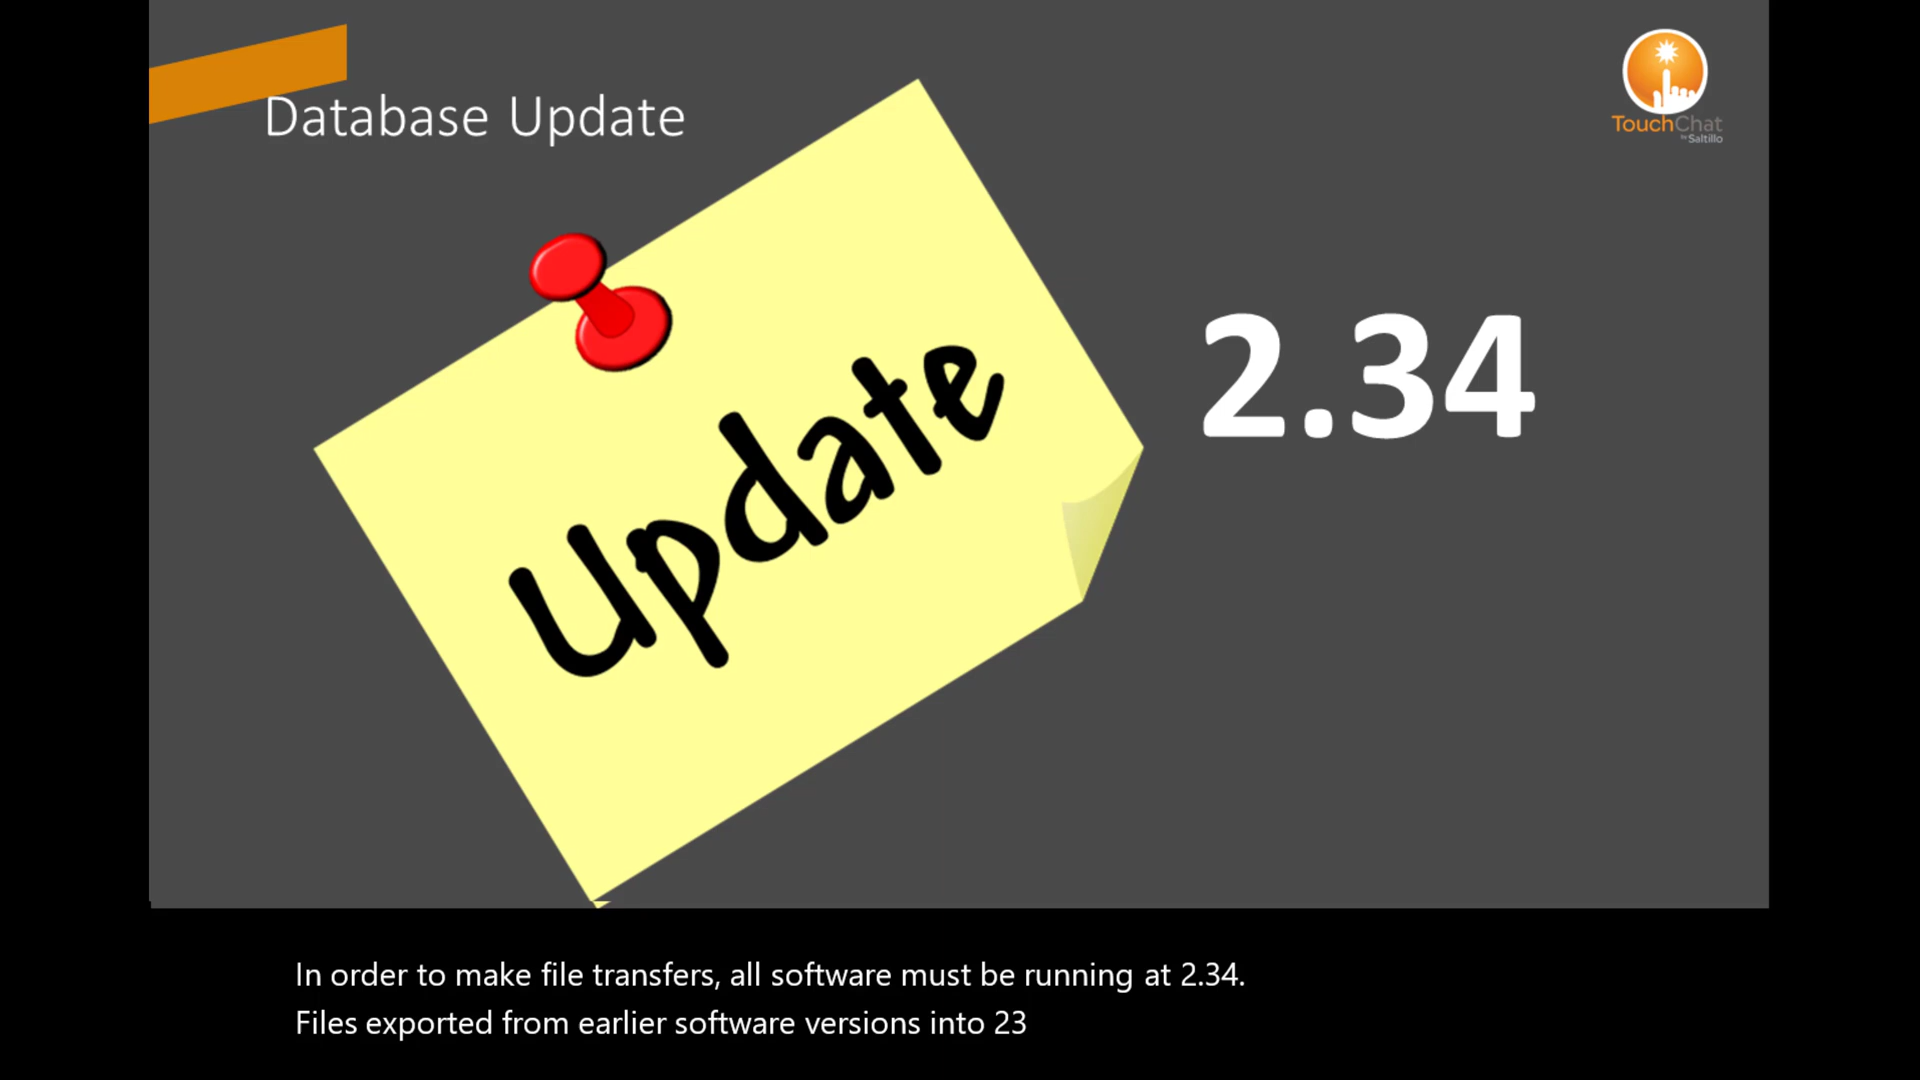 Database Update
TouchChat
by Saltillo
Update
2.34
In order to make file transfers, all software must be running at 2.34.
Files exported from earlier software versions into 23